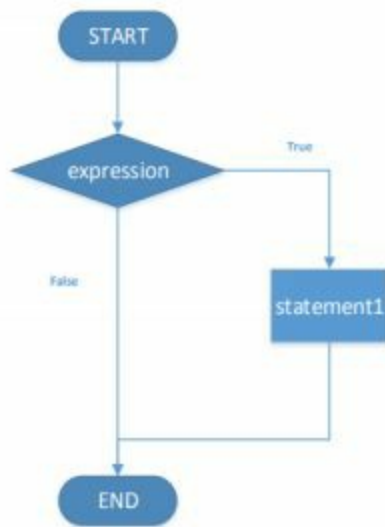 START
expression
True
False
statement1
END